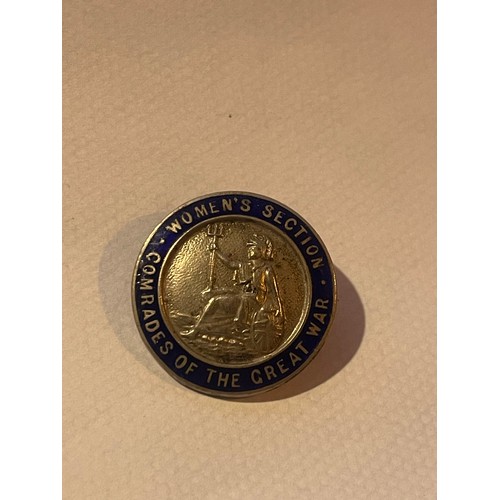 · WOMEN'S SECTION ·
COMRADES OF THE GREAT WAR